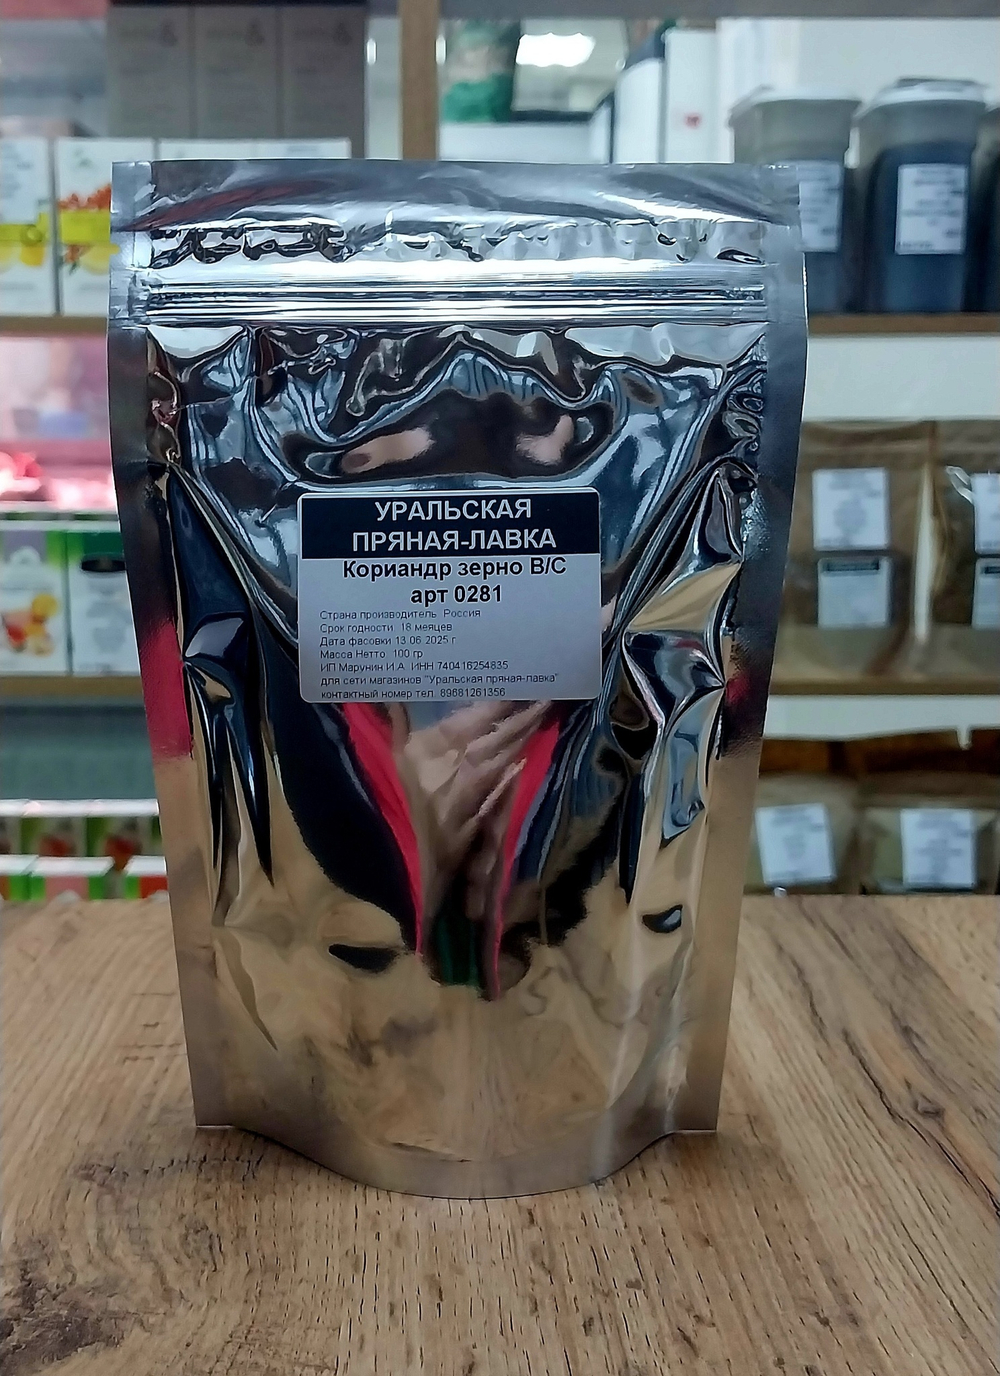 УРАЛЬСКАЯ
ПРЯНАЯ-ЛАВКА
Кориандр зерно В/С
арт 0281
Страна производитель Россия
Срок годности 18 меяцев
Дата фасовки 13.06.2025 г
Масса Нетто 100 гр
ИП Марунин И.А. ИНН 740416254835
для сети магазинов "Уральская пряная-лавка"
контактный номер тел. 89681261356